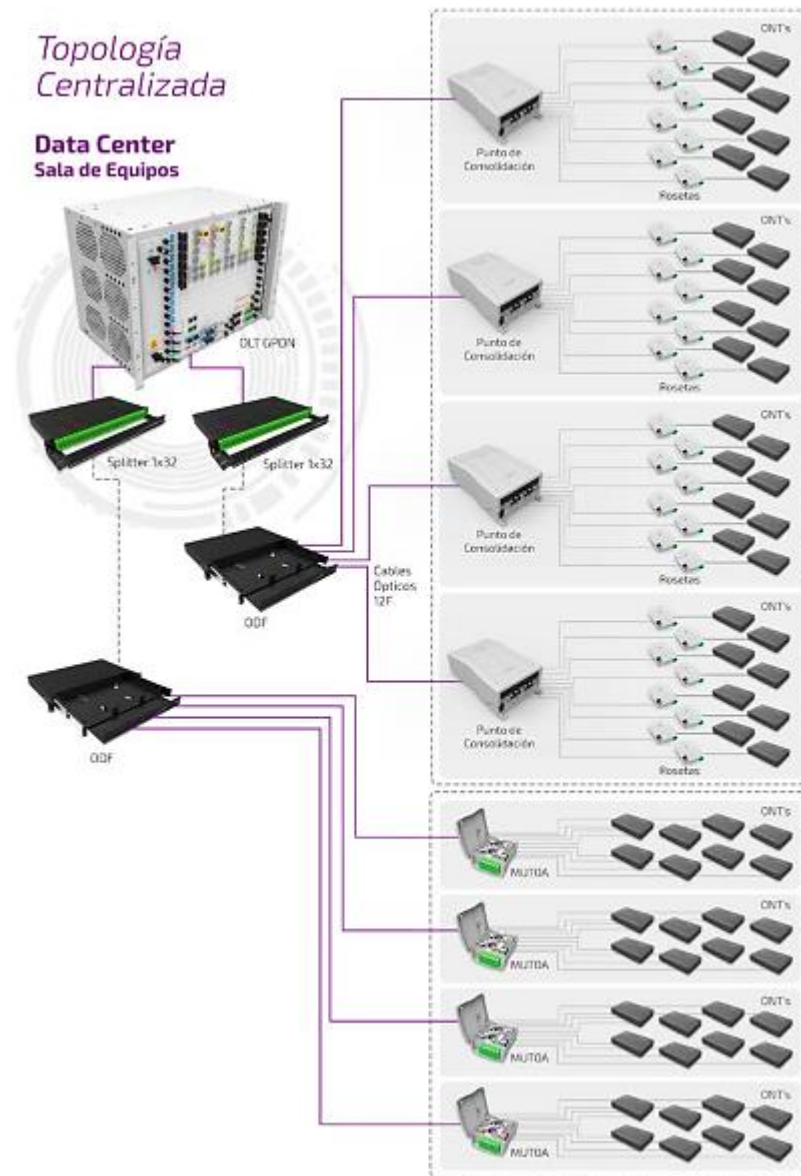 Topología
Centralizada
Data Center
Sala de Equipos
OLT GPON
Splitter 1x32
Splitter 1x32
ODF
Cables
Ópticos
12F
ODF
ONT's
Punto de
Consolidación
Rosetas
ONT's
Punto de
Consolidación
Rosetas
ONT's
Punto de
Consolidación
Rosetas
ONT's
Punto de
Consolidación
Rosetas
ONT's
MUTOA
ONT's
MUTOA
ONT's
MUTOA
ONT's
MUTOA